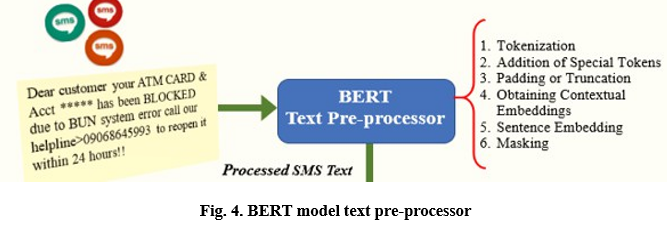 sms
sms
sms
Dear customer your ATM CARD &
Acct ***** has been BLOCKED
due to BUN system error call our
helpline>09068645993 to reopen it
within 24 hours!!
BERT
Text Pre-processor
1. Tokenization
2. Addition of Special Tokens
3. Padding or Truncation
4. Obtaining Contextual
Embeddings
5. Sentence Embedding
6. Masking
Processed SMS Text
Fig. 4. BERT model text pre-processor